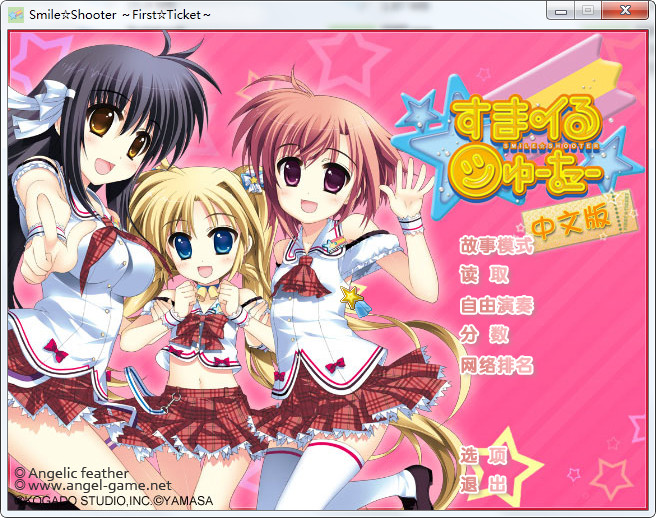 Smile☆Shooter ~First☆Ticket~
すま〜いる
SMILE☆SHOOTER
しゅーたー
中文版
故事模式
读 取
自由演奏
分 数
网络排名
选 项
退 出
© Angelic feather
© www.angel-game.net
©KOGADO STUDIO,INC.©YAMASA